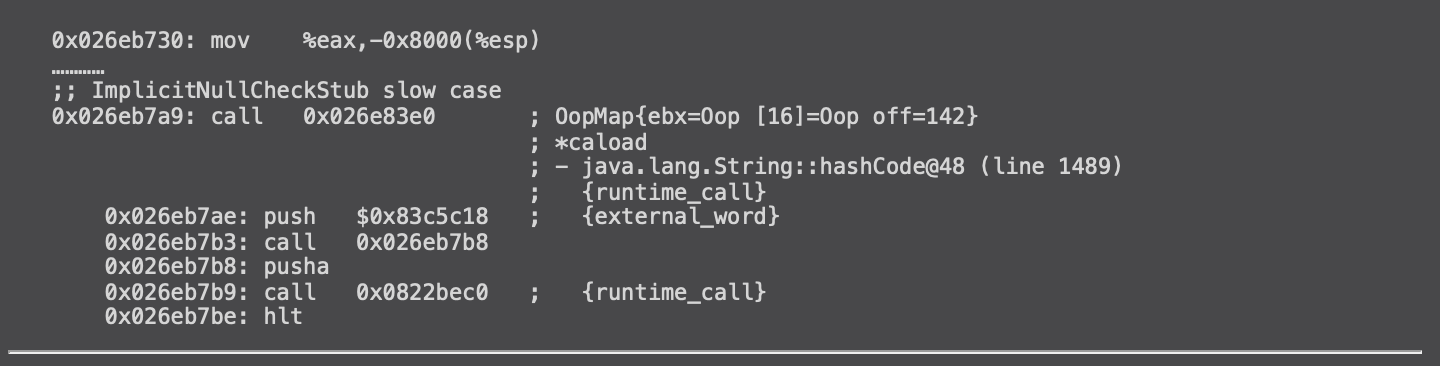 0x026eb730: mov    %eax,-0x8000(%esp)
…………
;; ImplicitNullCheckStub slow case
0x026eb7a9: call   0x026e83e0       ; OopMap{ebx=Oop [16]=Oop off=142}
                                    ; *caload
                                    ; - java.lang.String::hashCode@48 (line 1489)
                                    ;   {runtime_call}
    0x026eb7ae: push   $0x83c5c18   ;   {external_word}
    0x026eb7b3: call   0x026eb7b8
    0x026eb7b8: pusha
    0x026eb7b9: call   0x0822bec0   ;   {runtime_call}
    0x026eb7be: hlt